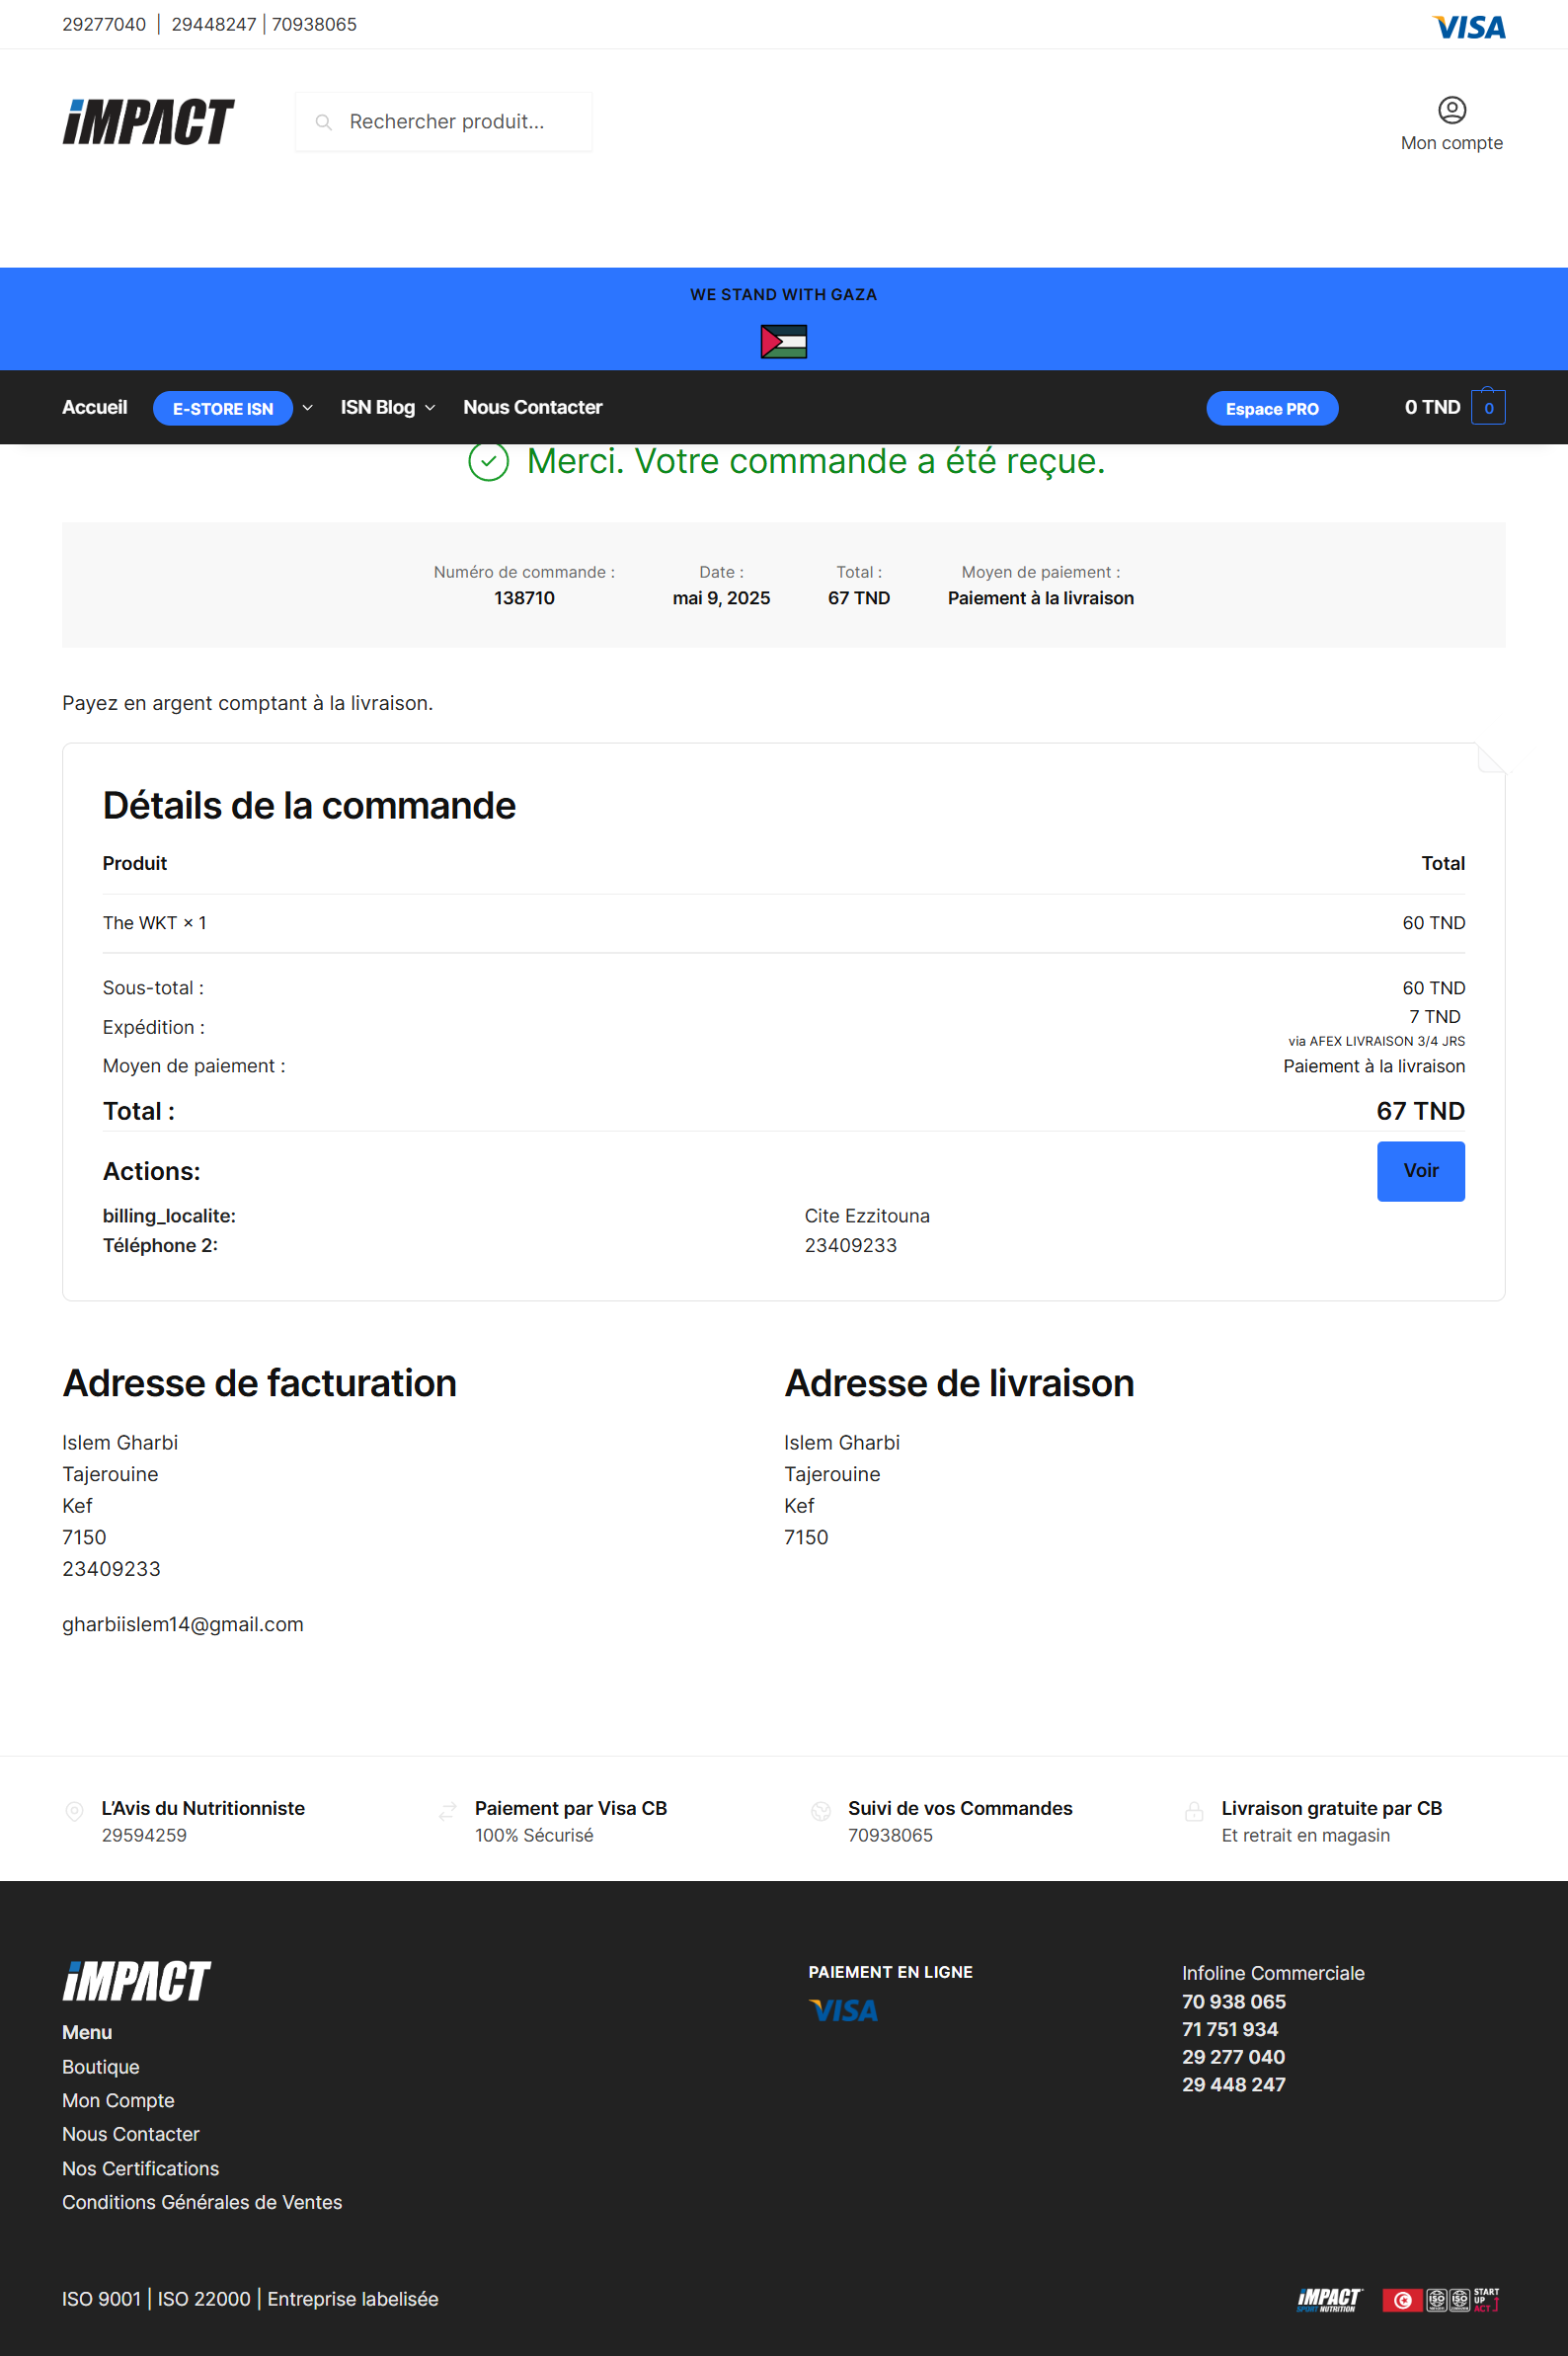 29277040 | 29448247 | 70938065
VISA
iMPACT
Rechercher produit...
Mon compte
WE STAND WITH GAZA
Accueil
E-STORE ISN
ISN Blog
Nous Contacter
Espace PRO
0 TND
0
Merci. Votre commande a été reçue.
Numéro de commande :
138710
Date :
mai 9, 2025
Total :
67 TND
Moyen de paiement :
Paiement à la livraison
Payez en argent comptant à la livraison.
Détails de la commande
Produit Total
The WKT × 1 60 TND
Sous-total : 60 TND
Expédition : 7 TND
via AFEX LIVRAISON 3/4 JRS
Moyen de paiement : Paiement à la livraison
Total : 67 TND
Actions: Voir
billing_localite: Cite Ezzitouna
Téléphone 2: 23409233
Adresse de facturation
Islem Gharbi
Tajerouine
Kef
7150
23409233
gharbiislem14@gmail.com
Adresse de livraison
Islem Gharbi
Tajerouine
Kef
7150
L'Avis du Nutritionniste
29594259
Paiement par Visa CB
100% Sécurisé
Suivi de vos Commandes
70938065
Livraison gratuite par CB
Et retrait en magasin
iMPACT
Menu
Boutique
Mon Compte
Nous Contacter
Nos Certifications
Conditions Générales de Ventes
PAIEMENT EN LIGNE
VISA
Infoline Commerciale
70 938 065
71 751 934
29 277 040
29 448 247
ISO 9001 | ISO 22000 | Entreprise labelisée
iMPACT
SPORT NUTRITION
ISO
ISO
START
UP
ACT